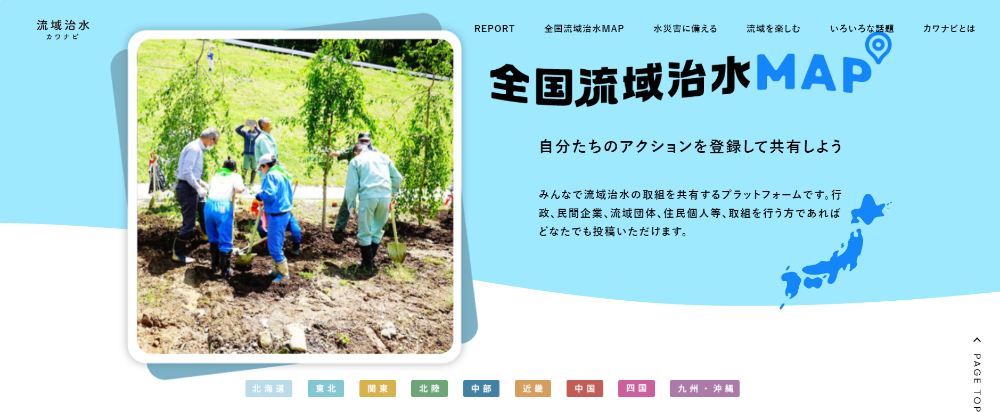 流域治水
カワナビ
REPORT
全国流域治水MAP
水災害に備える
流域を楽しむ
いろいろな話題
カワナビとは
全国流域治水MAP
自分たちのアクションを登録して共有しよう
みんなで流域治水の取組を共有するプラットフォームです。行
政、民間企業、流域団体、住民個人等、取組を行う方であれば
どなたでも投稿いただけます。
北海道
東北
関東
北陸
中部
近畿
中国
四国
九州・沖縄
PAGE TOP